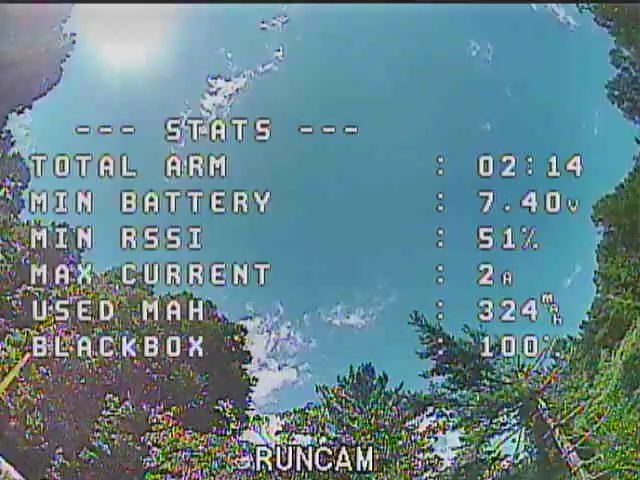 --- STATS ---
TOTAL ARM : 02:14
MIN BATTERY : 7.40V
MIN RSSI : 51%
MAX CURRENT : 2A
USED MAH : 324MAH
BLACKBOX : 100%
RUNCAM